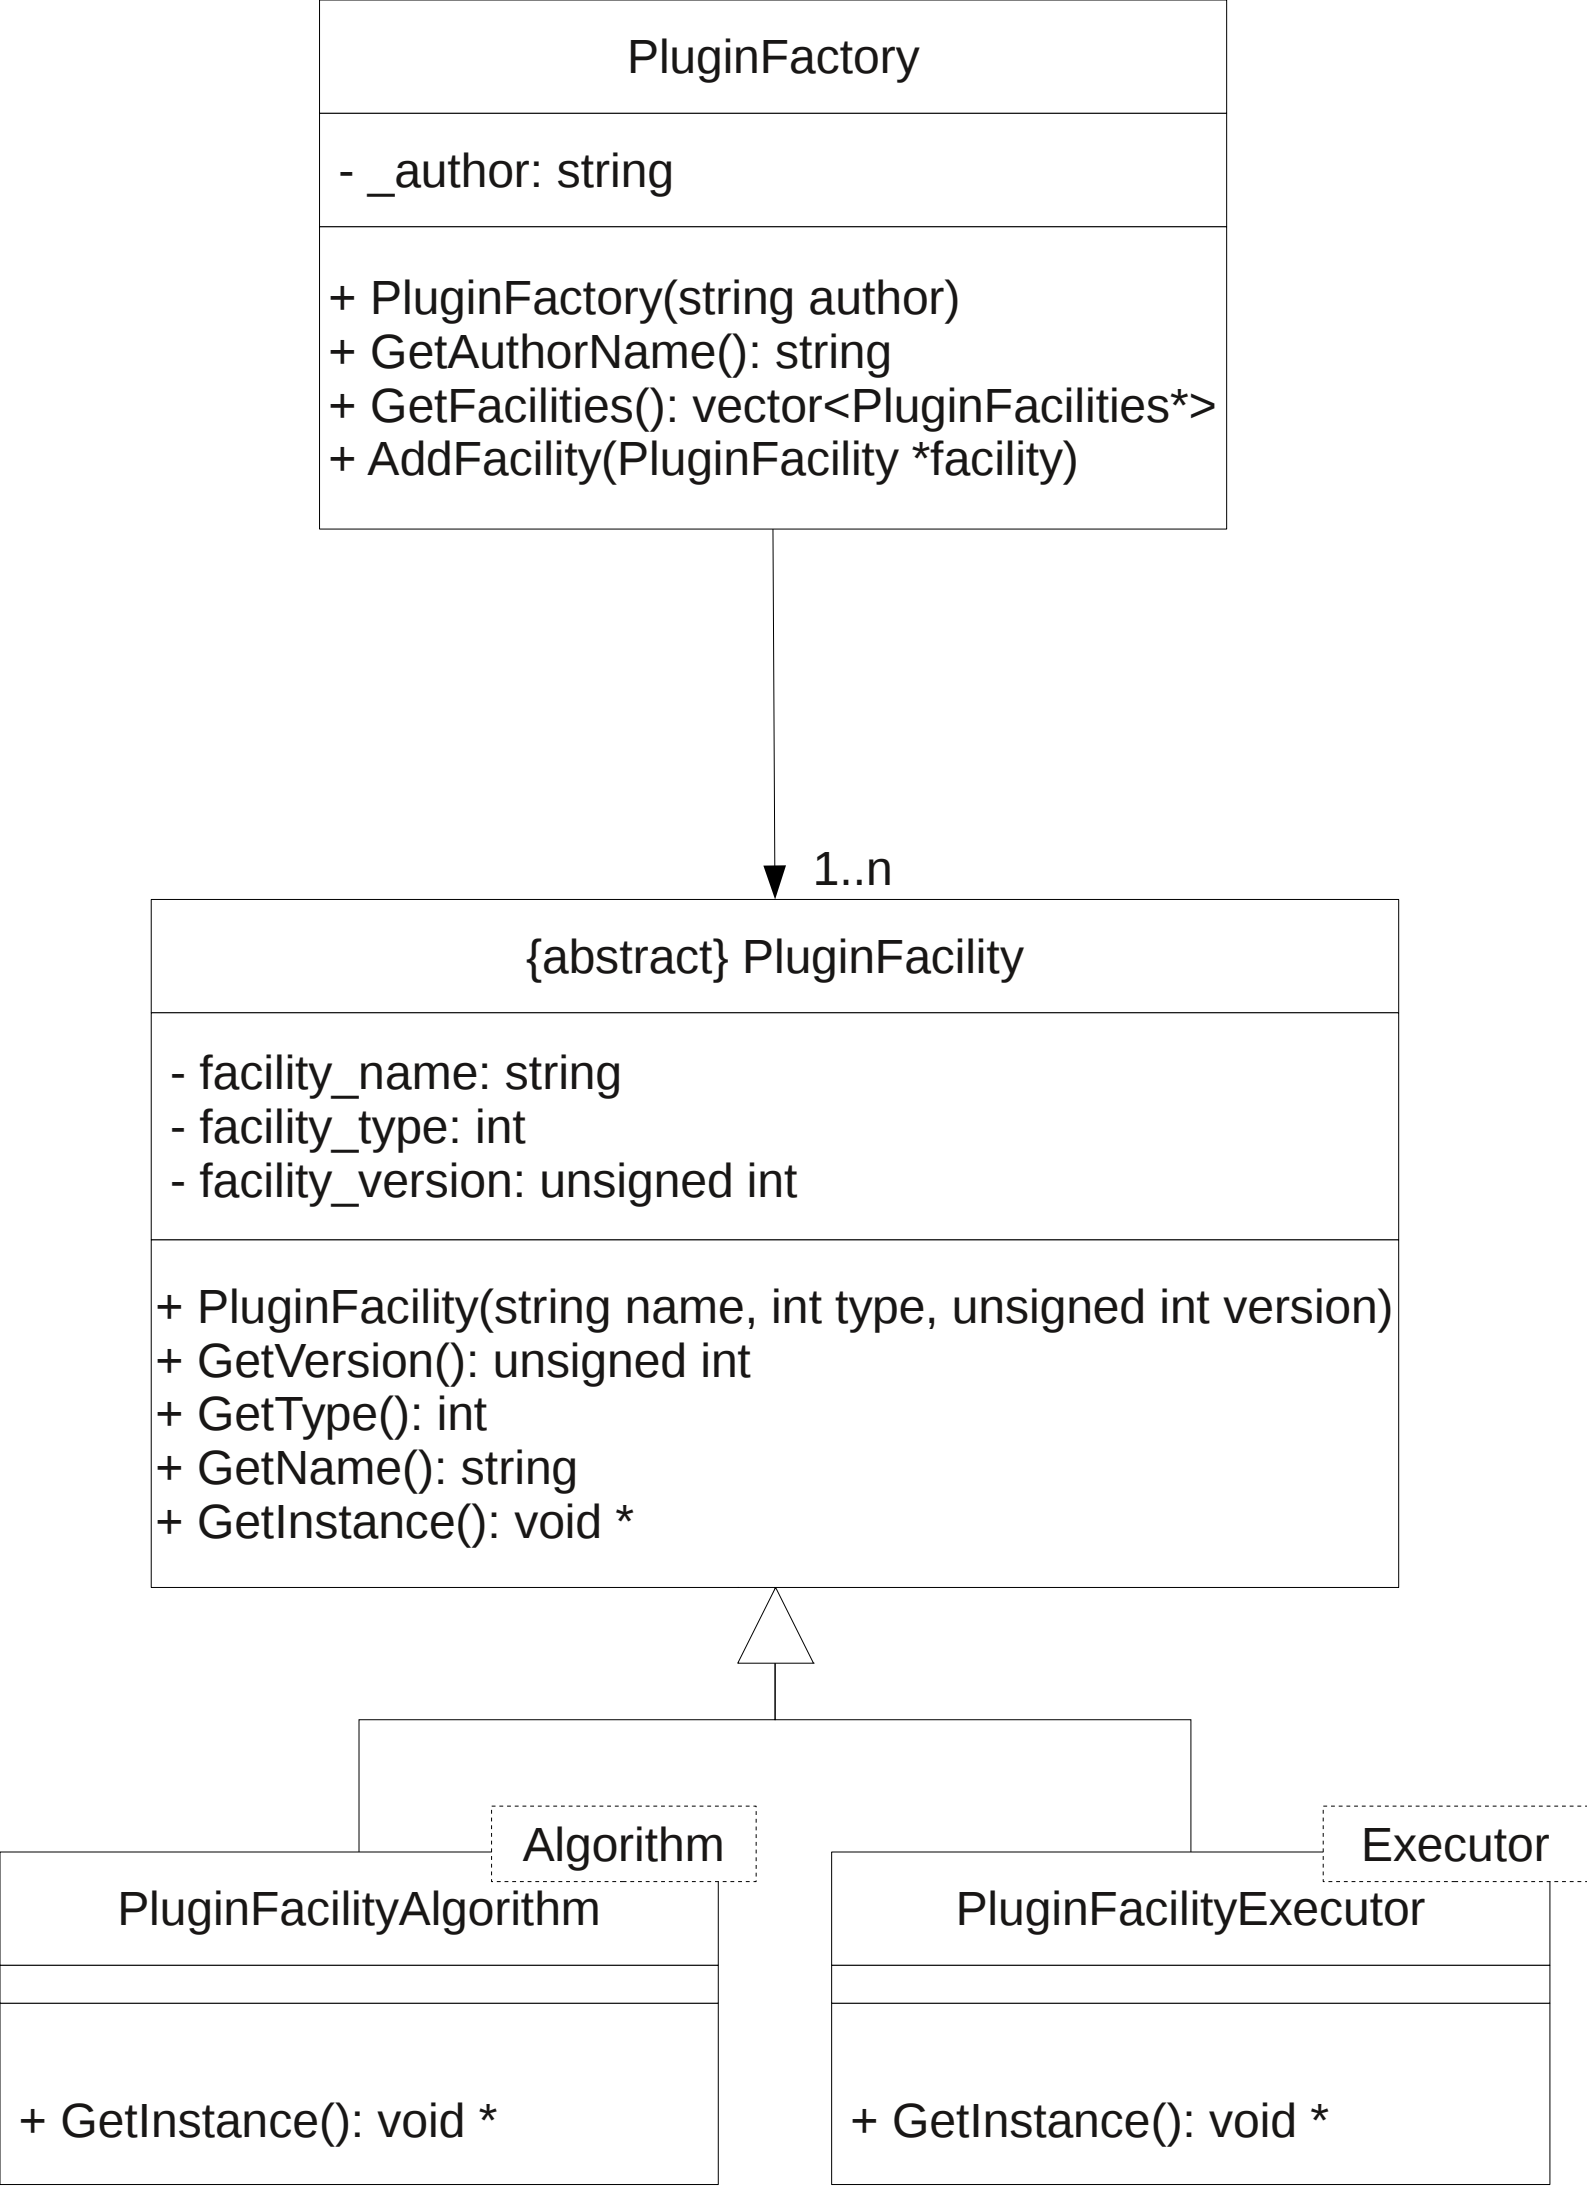 PluginFactory
- _author: string
+ PluginFactory(string author)
+ GetAuthorName(): string
+ GetFacilities(): vector<PluginFacilities*>
+ AddFacility(PluginFacility *facility)
1..n
{abstract} PluginFacility
- facility_name: string
- facility_type: int
- facility_version: unsigned int
+ PluginFacility(string name, int type, unsigned int version)
+ GetVersion(): unsigned int
+ GetType(): int
+ GetName(): string
+ GetInstance(): void *
Algorithm
PluginFacilityAlgorithm
+ GetInstance(): void *
Executor
PluginFacilityExecutor
+ GetInstance(): void *